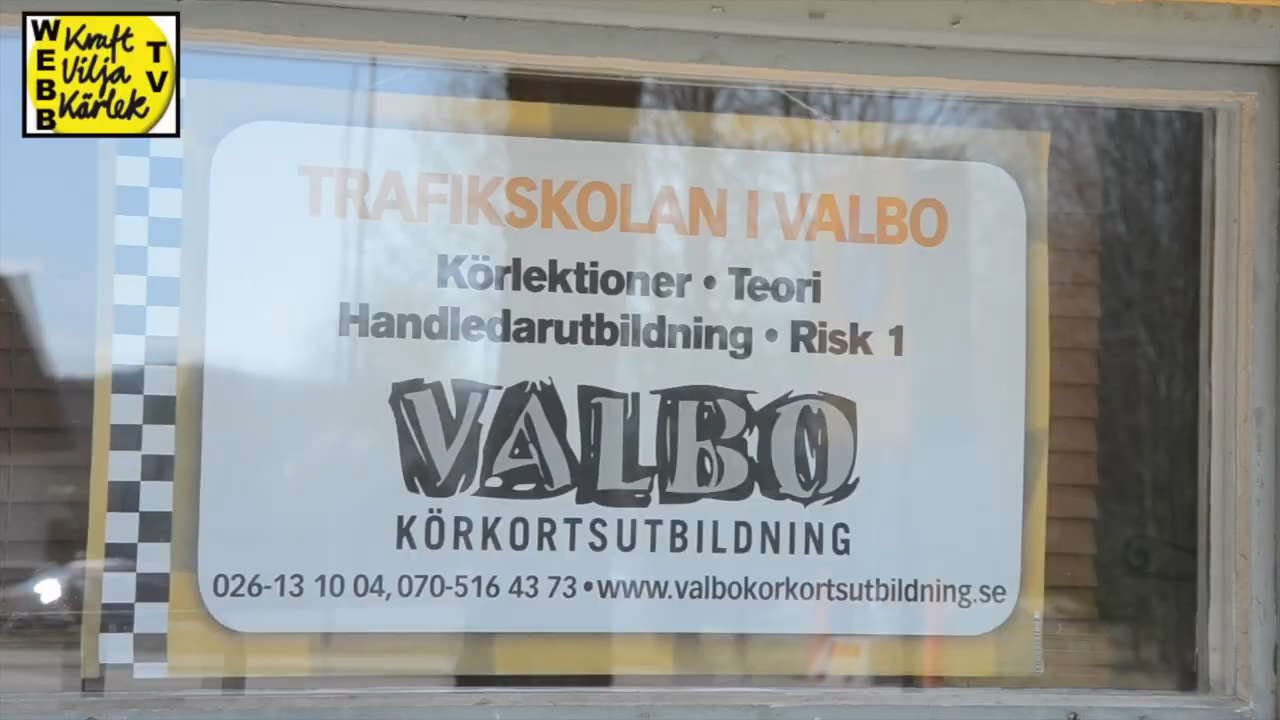 WEBB
Kraft
Vilja
Kärlek
TV
TRAFIKSKOLAN I VALBO
Körlektioner • Teori
Handledarutbildning • Risk 1
VALBO
KÖRKORTSUTBILDNING
026-13 10 04, 070-516 43 73 • www.valbokorkortsutbildning.se